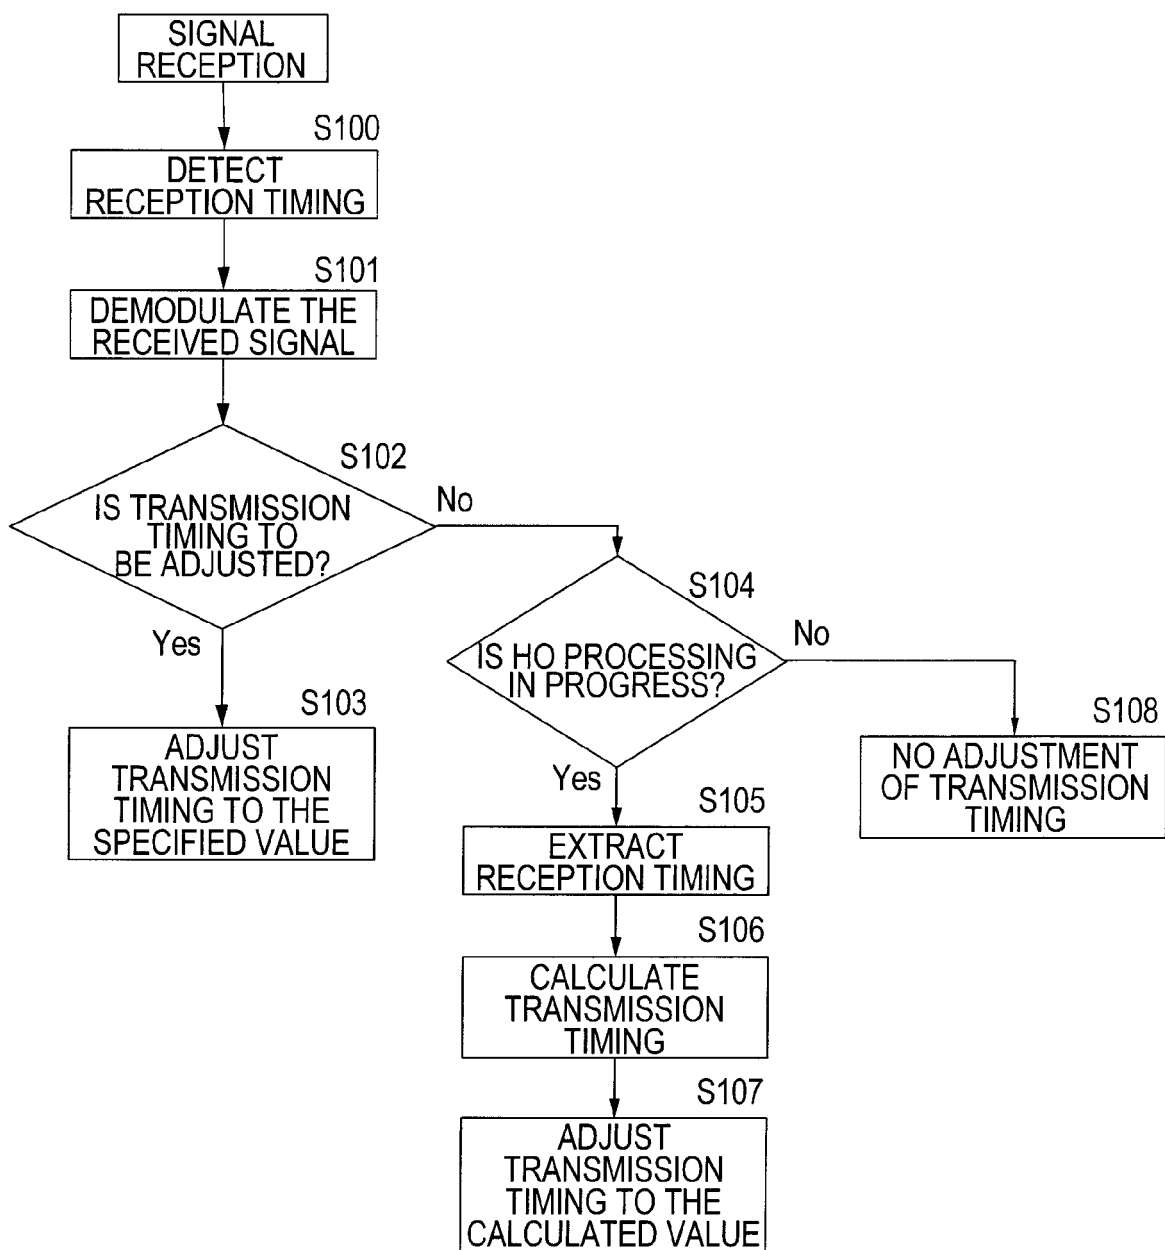 SIGNAL
RECEPTION
S100
DETECT
RECEPTION TIMING
S101
DEMODULATE THE
RECEIVED SIGNAL
S102
IS TRANSMISSION
TIMING TO
BE ADJUSTED?
No
Yes
S103
ADJUST
TRANSMISSION
TIMING TO THE
SPECIFIED VALUE
S104
IS HO PROCESSING
IN PROGRESS?
No
Yes
S108
NO ADJUSTMENT
OF TRANSMISSION
TIMING
S105
EXTRACT
RECEPTION TIMING
S106
CALCULATE
TRANSMISSION
TIMING
S107
ADJUST
TRANSMISSION
TIMING TO THE
CALCULATED VALUE